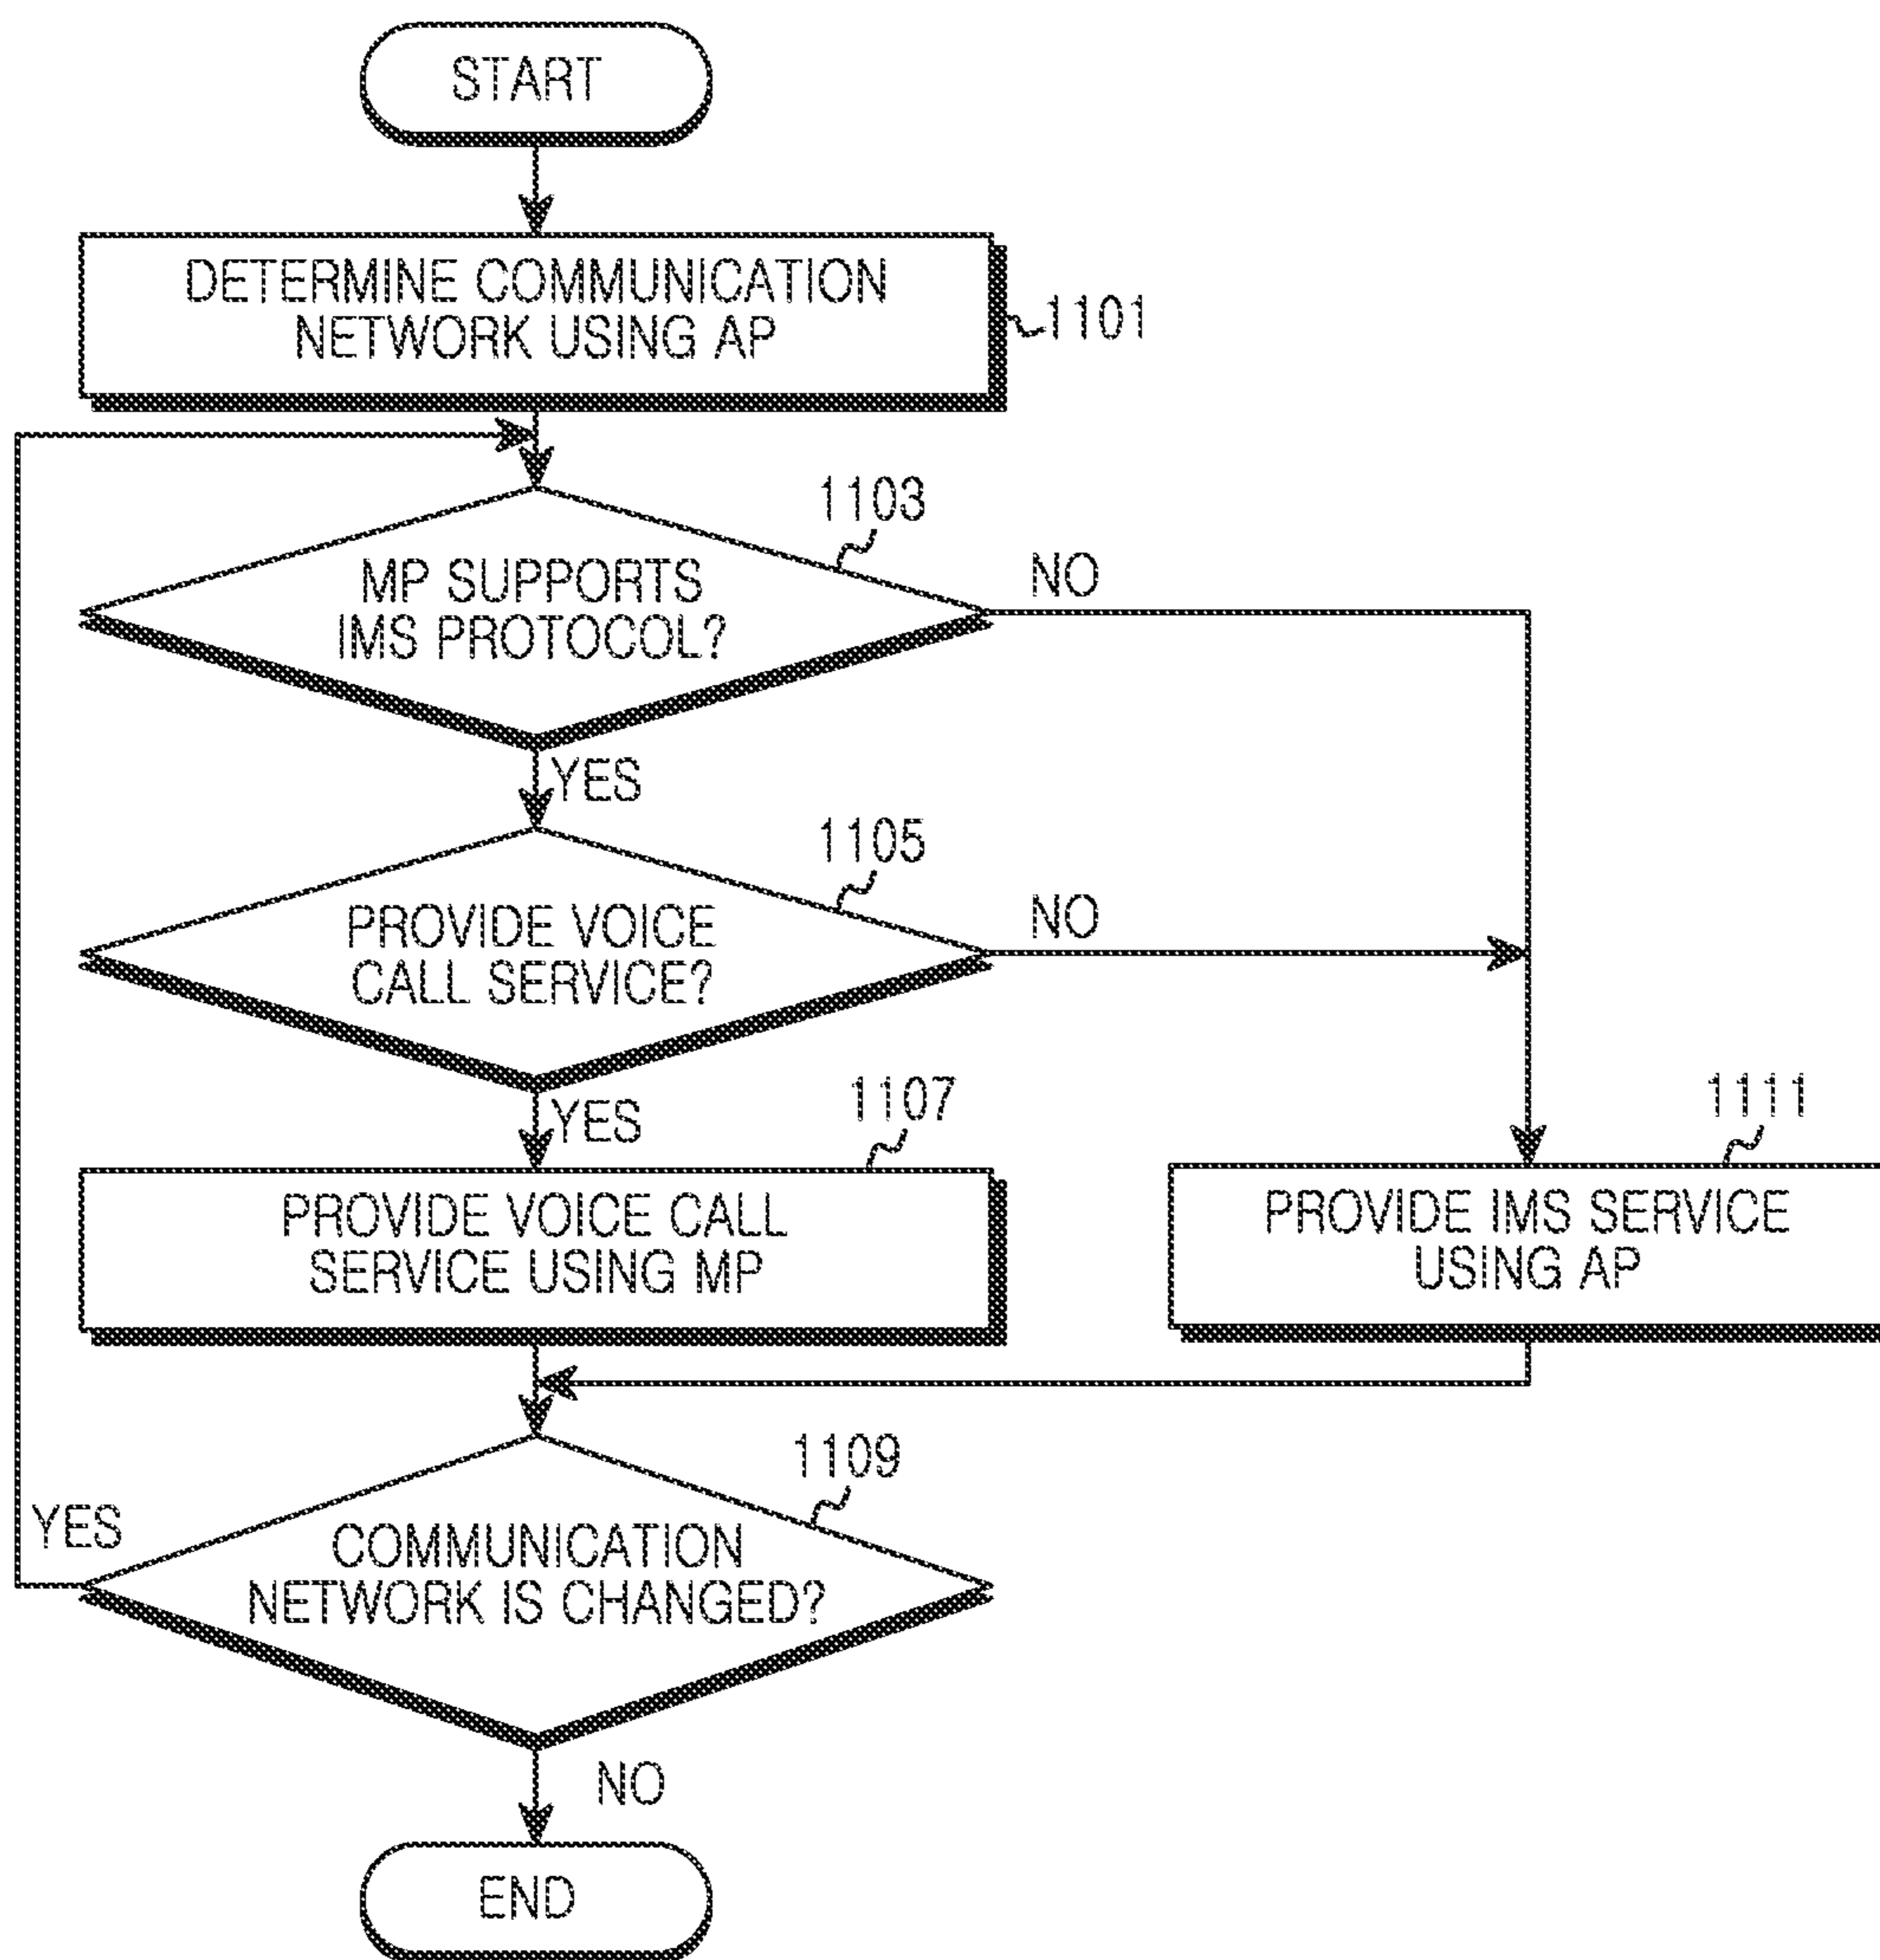 START
DETERMINE COMMUNICATION
NETWORK USING AP
1101
1103
MP SUPPORTS
IMS PROTOCOL?
NO
YES
1105
PROVIDE VOICE
CALL SERVICE?
NO
YES
1107
PROVIDE VOICE CALL
SERVICE USING MP
1111
PROVIDE IMS SERVICE
USING AP
1109
YES
COMMUNICATION
NETWORK IS CHANGED?
NO
END